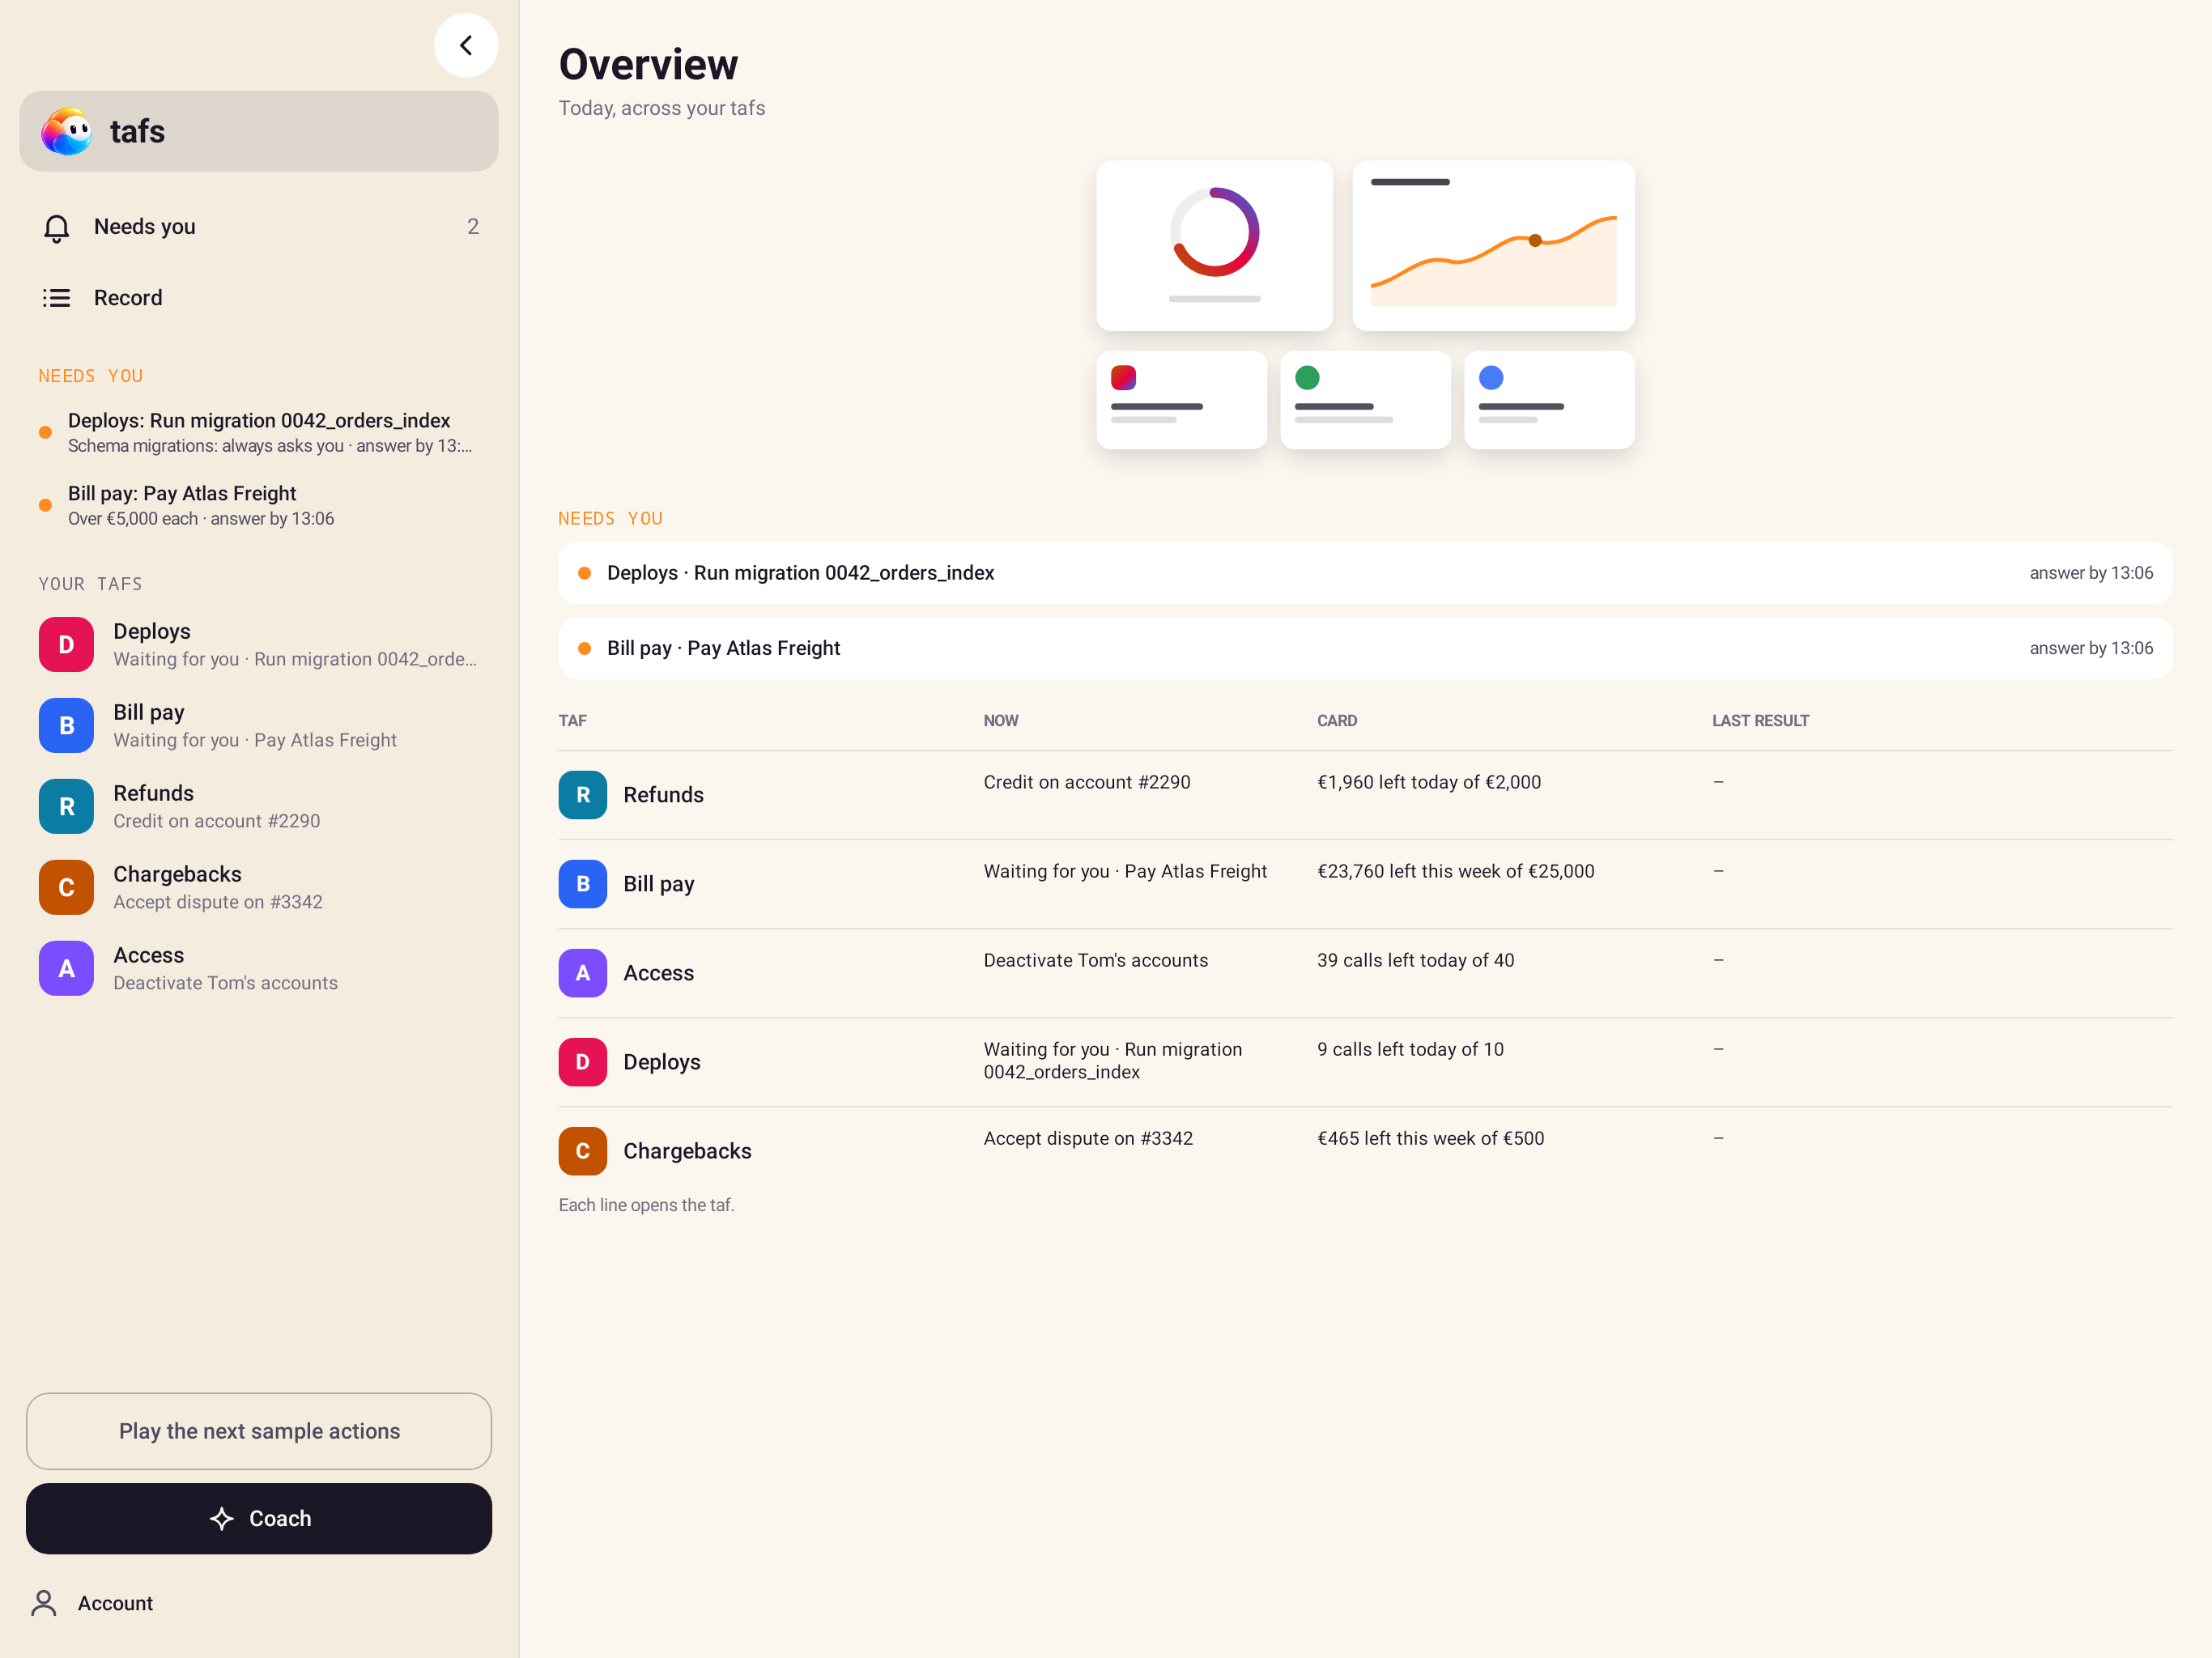 tafs
Needs you 2
Record
NEEDS YOU
Deploys: Run migration 0042_orders_index
Schema migrations: always asks you · answer by 13:...
Bill pay: Pay Atlas Freight
Over €5,000 each · answer by 13:06
YOUR TAFS
D
Deploys
Waiting for you · Run migration 0042_orde...
B
Bill pay
Waiting for you · Pay Atlas Freight
R
Refunds
Credit on account #2290
C
Chargebacks
Accept dispute on #3342
A
Access
Deactivate Tom's accounts
Play the next sample actions
Coach
Account
Overview
Today, across your tafs
NEEDS YOU
Deploys · Run migration 0042_orders_index answer by 13:06
Bill pay · Pay Atlas Freight answer by 13:06
TAF NOW CARD LAST RESULT
R Refunds Credit on account #2290 €1,960 left today of €2,000 –
B Bill pay Waiting for you · Pay Atlas Freight €23,760 left this week of €25,000 –
A Access Deactivate Tom's accounts 39 calls left today of 40 –
D Deploys Waiting for you · Run migration 9 calls left today of 10 –
0042_orders_index
C Chargebacks Accept dispute on #3342 €465 left this week of €500 –
Each line opens the taf.